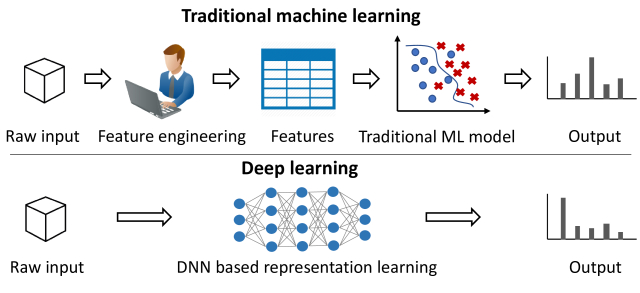 Traditional machine learning
Raw input
Feature engineering
Features
Traditional ML model
Output
Deep learning
Raw input
DNN based representation learning
Output